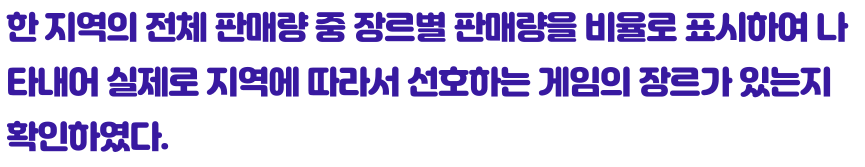 한 지역의 전체 판매량 중 장르별 판매량을 비율로 표시하여 나
타내어 실제로 지역에 따라서 선호하는 게임의 장르가 있는지
확인하였다.